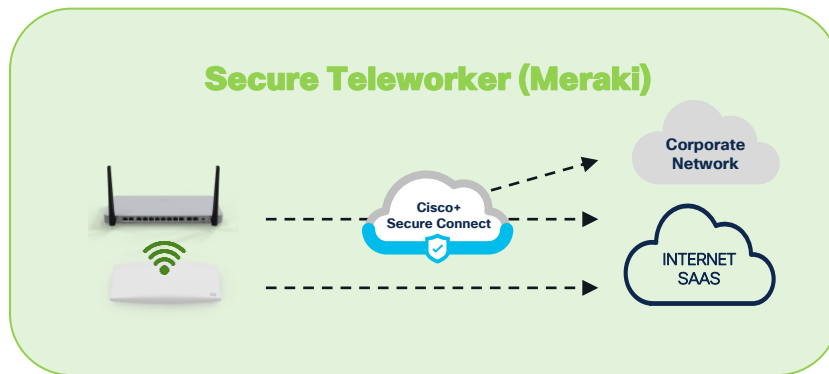 Secure Teleworker (Meraki)
Corporate
Network
Cisco+
Secure Connect
INTERNET
SAAS